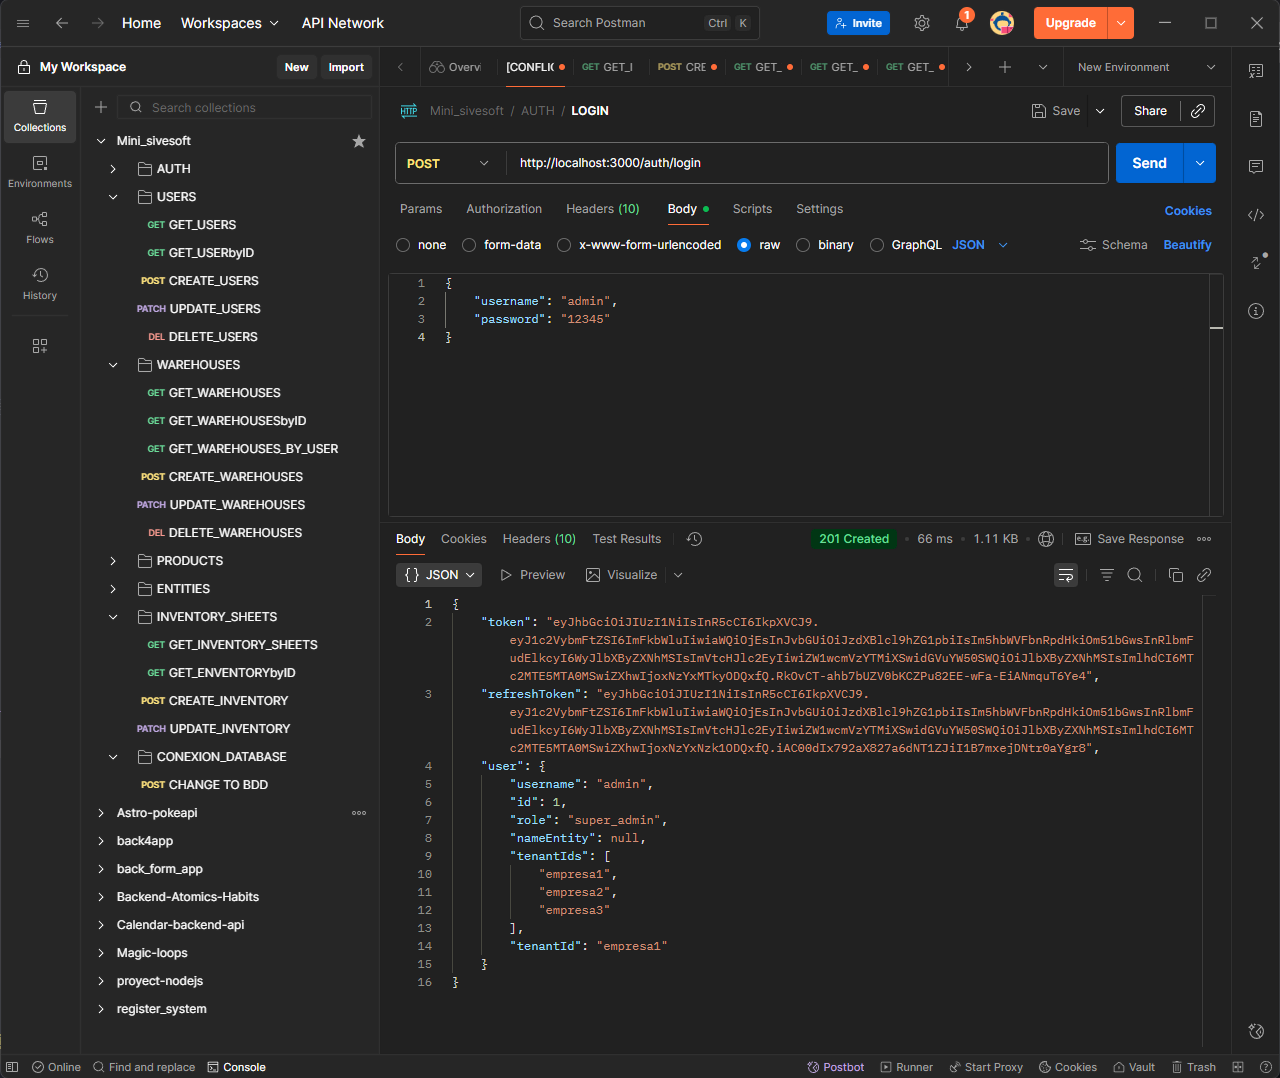 Home
Workspaces
API Network
Search Postman
Ctrl
K
Invite
1
Upgrade
My Workspace
New
Import
Overvi
[CONFLIC
GET GET_I
POST CRE
GET GET_
GET GET_
GET GET_
New Environment
Collections
Environments
Flows
History
Search collections
Mini_sivesoft
AUTH
USERS
GET GET_USERS
GET GET_USERbyID
POST CREATE_USERS
PATCH UPDATE_USERS
DEL DELETE_USERS
WAREHOUSES
GET GET_WAREHOUSES
GET GET_WAREHOUSESbyID
GET GET_WAREHOUSES_BY_USER
POST CREATE_WAREHOUSES
PATCH UPDATE_WAREHOUSES
DEL DELETE_WAREHOUSES
PRODUCTS
ENTITIES
INVENTORY_SHEETS
GET GET_INVENTORY_SHEETS
GET GET_ENVENTORYbyID
POST CREATE_INVENTORY
PATCH UPDATE_INVENTORY
CONEXION_DATABASE
POST CHANGE TO BDD
Astro-pokeapi
back4app
back_form_app
Backend-Atomics-Habits
Calendar-backend-api
Magic-loops
proyect-nodejs
register_system
HTTP Mini_sivesoft / AUTH / LOGIN
Save
Share
POST
http://localhost:3000/auth/login
Send
Params
Authorization
Headers (10)
Body
Scripts
Settings
Cookies
none
form-data
x-www-form-urlencoded
raw
binary
GraphQL
JSON
Schema
Beautify
1 {
2 "username": "admin",
3 "password": "12345"
4 }
Body
Cookies
Headers (10)
Test Results
201 Created
66 ms
1.11 KB
Save Response
{} JSON
Preview
Visualize
1 {
2 "token": "eyJhbGciOiJIUzI1NiIsInR5cCI6IkpXVCJ9.
eyJ1c2VybmFtZSI6ImFkbWluIiwiaWQiOjEsInJvbGUiOiJzdXBlcl9hZG1pbiIsIm5hbWVFbnRpdHkiOm51bGwsInRlbmF
udElkcyI6WyJlbXByZXNhMSIsImVtcHJlc2EyIiwiZW1wcmVzYTMiXSwidGVuYW50SWQiOiJlbXByZXNhMSIsImlhdCI6MT
c2MTE5MTA0MSwiZXhwIjoxNzYxMTkyODQxfQ.RkOvCT-ahb7bUZV0bKCZPu82EE-wFa-EiANmquT6Ye4",
3 "refreshToken": "eyJhbGciOiJIUzI1NiIsInR5cCI6IkpXVCJ9.
eyJ1c2VybmFtZSI6ImFkbWluIiwiaWQiOjEsInJvbGUiOiJzdXBlcl9hZG1pbiIsIm5hbWVFbnRpdHkiOm51bGwsInRlbmF
udElkcyI6WyJlbXByZXNhMSIsImVtcHJlc2EyIiwiZW1wcmVzYTMiXSwidGVuYW50SWQiOiJlbXByZXNhMSIsImlhdCI6MT
c2MTE5MTA0MSwiZXhwIjoxNzYxNzk1ODQxfQ.iAC00dIx792aX827a6dNT1ZJiI1B7mxejDNtr0aYgr8",
4 "user": {
5 "username": "admin",
6 "id": 1,
7 "role": "super_admin",
8 "nameEntity": null,
9 "tenantIds": [
10 "empresa1",
11 "empresa2",
12 "empresa3"
13 ],
14 "tenantId": "empresa1"
15 }
16 }
Online
Find and replace
Console
Postbot
Runner
Start Proxy
Cookies
Vault
Trash